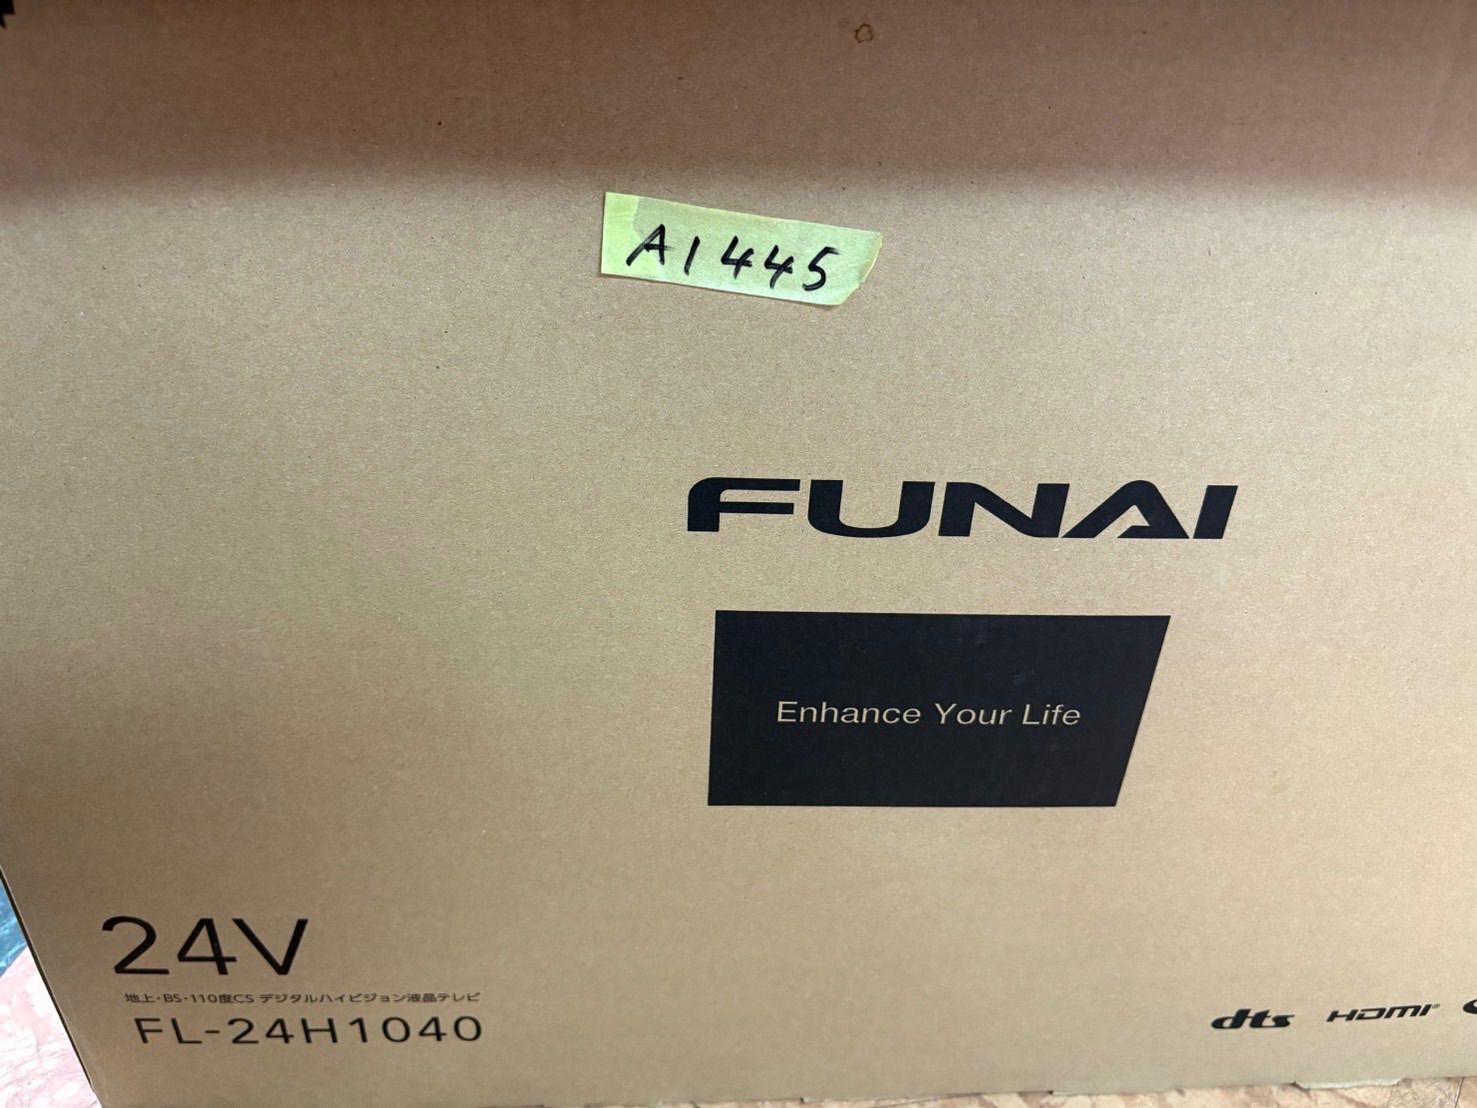 A1445
FUNAI
Enhance Your Life
24V
地上・BS・110度CS デジタルハイビジョン液晶テレビ
FL-24H1040
dts HDMI